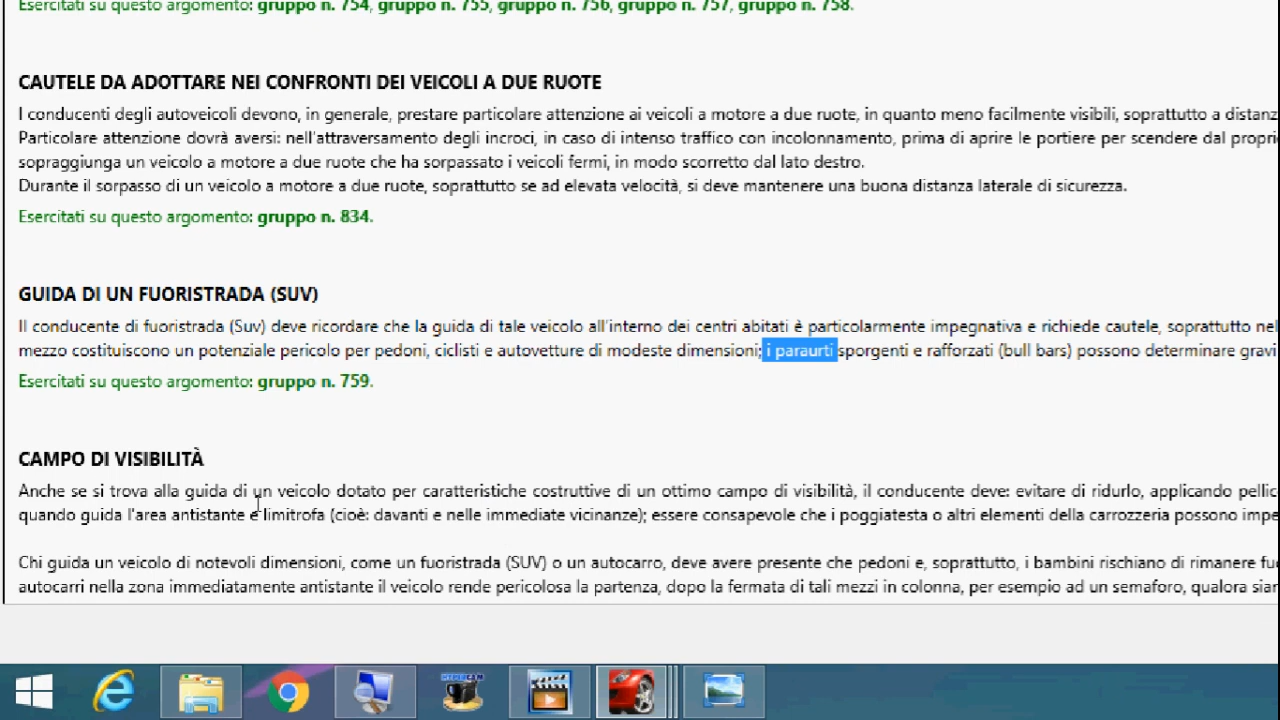 Esercitati su questo argomento: gruppo n. 754, gruppo n. 755, gruppo n. 756, gruppo n. 757, gruppo n. 758.
CAUTELE DA ADOTTARE NEI CONFRONTI DEI VEICOLI A DUE RUOTE
I conducenti degli autoveicoli devono, in generale, prestare particolare attenzione ai veicoli a motore a due ruote, in quanto meno facilmente visibili, soprattutto a distanz
Particolare attenzione dovrà aversi: nell'attraversamento degli incroci, in caso di intenso traffico con incolonnamento, prima di aprire le portiere per scendere dal propri
sopraggiunga un veicolo a motore a due ruote che ha sorpassato i veicoli fermi, in modo scorretto dal lato destro.
Durante il sorpasso di un veicolo a motore a due ruote, soprattutto se ad elevata velocità, si deve mantenere una buona distanza laterale di sicurezza.
Esercitati su questo argomento: gruppo n. 834.
GUIDA DI UN FUORISTRADA (SUV)
Il conducente di fuoristrada (Suv) deve ricordare che la guida di tale veicolo all'interno dei centri abitati è particolarmente impegnativa e richiede cautele, soprattutto nel
mezzo costituiscono un potenziale pericolo per pedoni, ciclisti e autovetture di modeste dimensioni; i paraurti sporgenti e rafforzati (bull bars) possono determinare gravi
Esercitati su questo argomento: gruppo n. 759.
CAMPO DI VISIBILITÀ
Anche se si trova alla guida di un veicolo dotato per caratteristiche costruttive di un ottimo campo di visibilità, il conducente deve: evitare di ridurlo, applicando pellic
quando guida l'area antistante e limitrofa (cioè: davanti e nelle immediate vicinanze); essere consapevole che i poggiatesta o altri elementi della carrozzeria possono impe
Chi guida un veicolo di notevoli dimensioni, come un fuoristrada (SUV) o un autocarro, deve avere presente che pedoni e, soprattutto, i bambini rischiano di rimanere fu
autocarri nella zona immediatamente antistante il veicolo rende pericolosa la partenza, dopo la fermata di tali mezzi in colonna, per esempio ad un semaforo, qualora sian
HYPERCAM